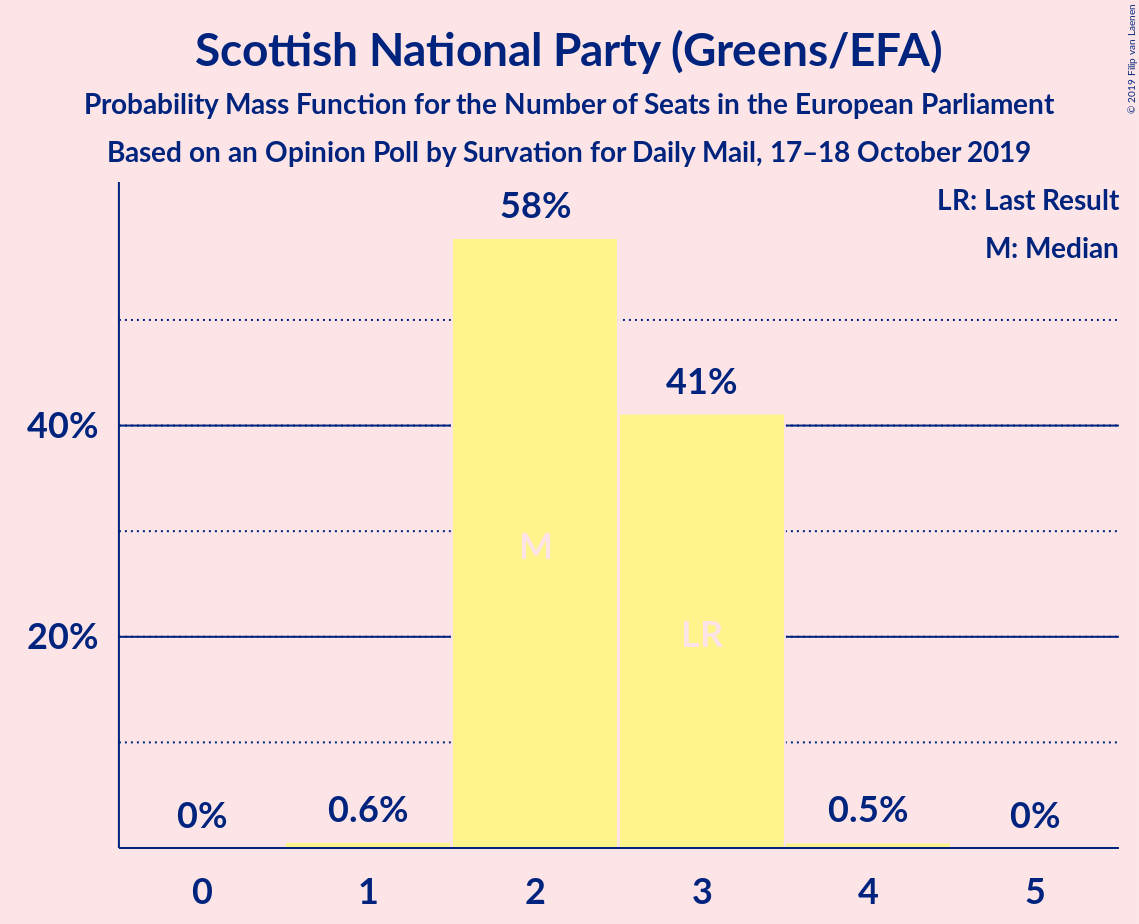 Scottish National Party (Greens/EFA)
Probability Mass Function for the Number of Seats in the European Parliament
Based on an Opinion Poll by Survation for Daily Mail, 17–18 October 2019
© 2019 Filip van Laenen
LR: Last Result
M: Median
58%
41%
40%
M
LR
20%
0%
0.6%
0.5%
0%
0
1
2
3
4
5